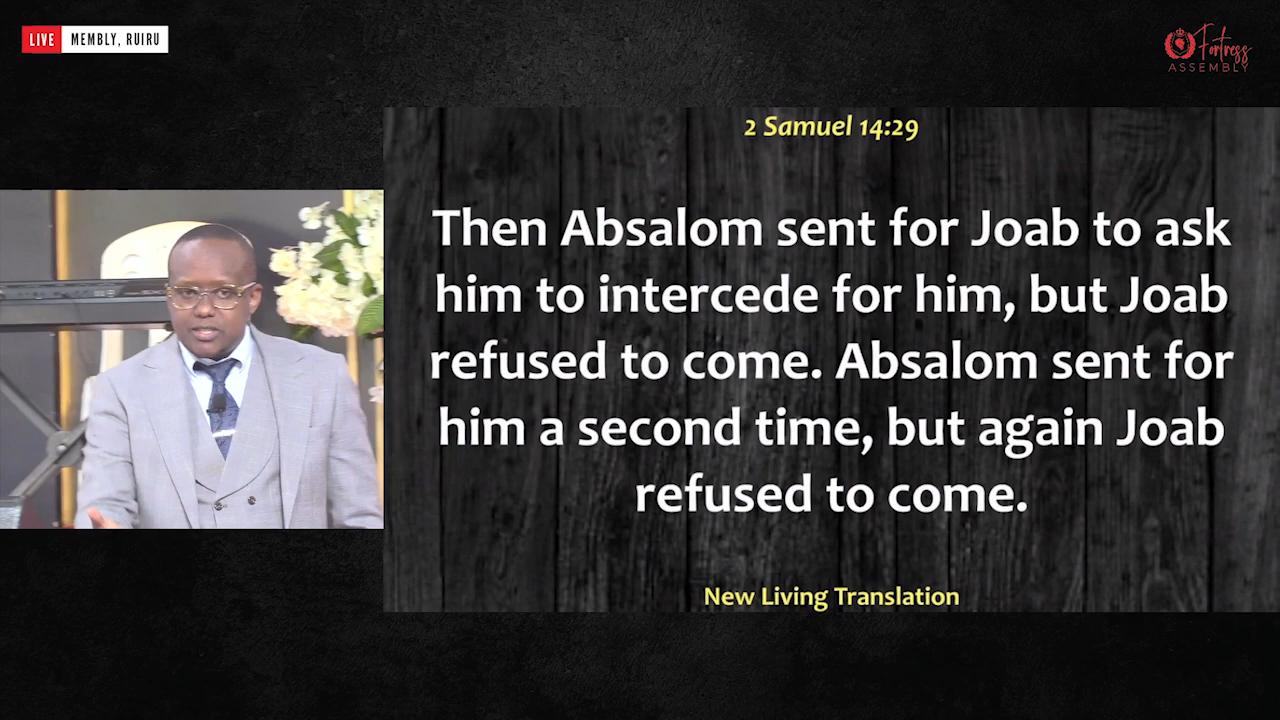 LIVE MEMBLY, RUIRU
Fortress
ASSEMBLY
2 Samuel 14:29
Then Absalom sent for Joab to ask
him to intercede for him, but Joab
refused to come. Absalom sent for
him a second time, but again Joab
refused to come.
New Living Translation